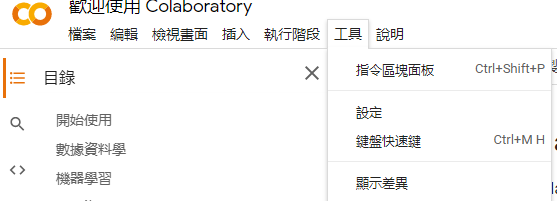 歡迎使用 Colaboratory
檔案 編輯 檢視畫面 插入 執行階段 工具 說明
目錄
開始使用
數據資料學
機器學習
指令區塊面板 Ctrl+Shift+P
設定
鍵盤快速鍵 Ctrl+M H
顯示差異